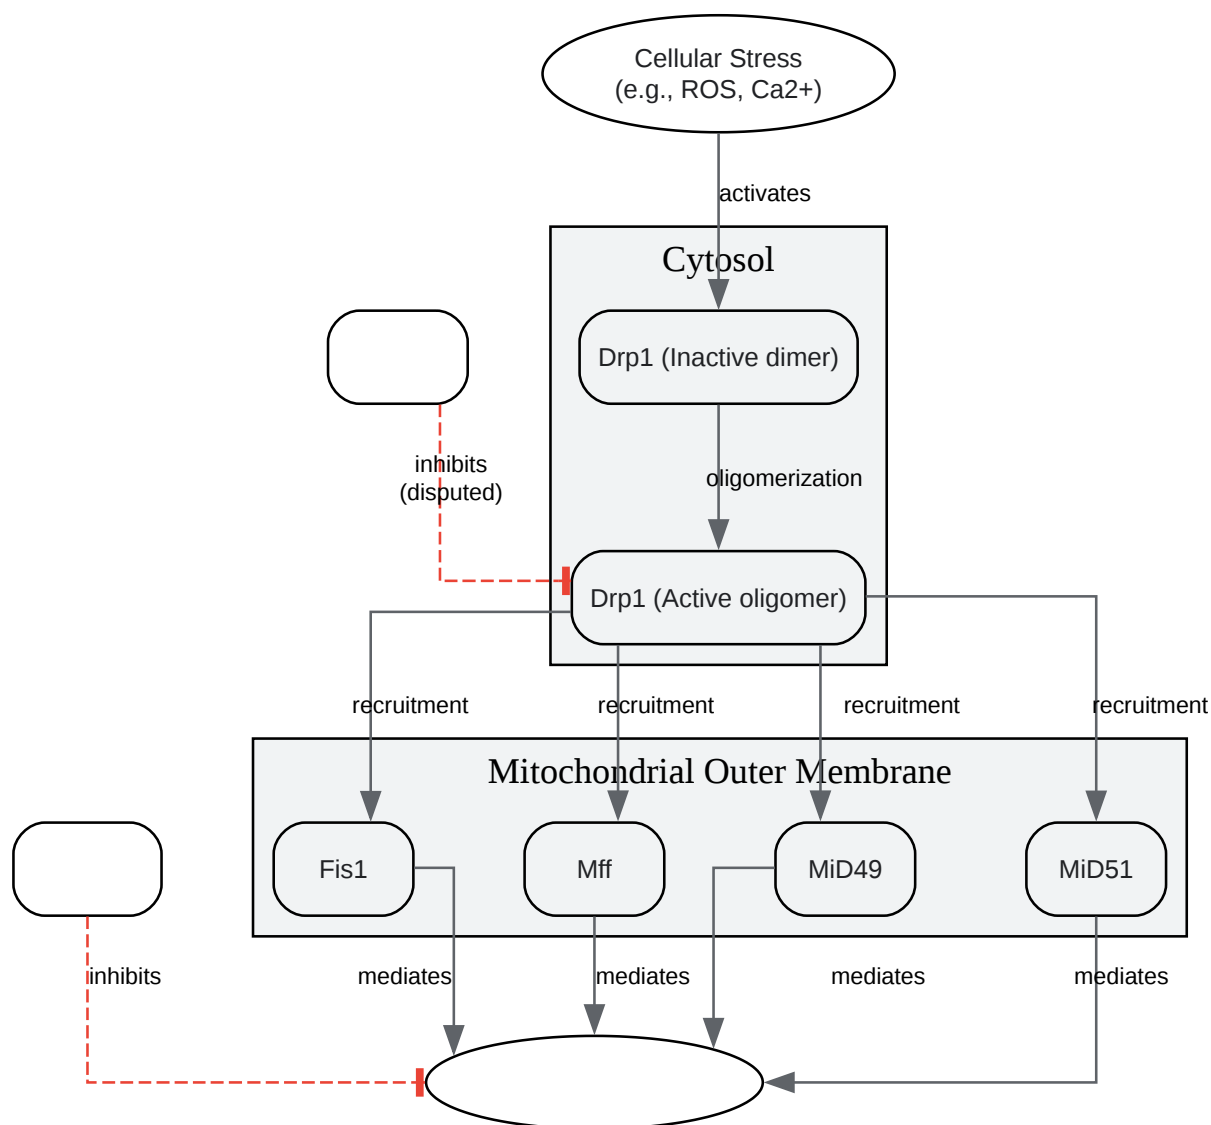 Cellular Stress
(e.g., ROS, Ca2+)
activates
Cytosol
Drp1 (Inactive dimer)
inhibits
(disputed)
oligomerization
Drp1 (Active oligomer)
recruitment
recruitment
recruitment
recruitment
Mitochondrial Outer Membrane
Fis1
Mff
MiD49
MiD51
inhibits
mediates
mediates
mediates
mediates